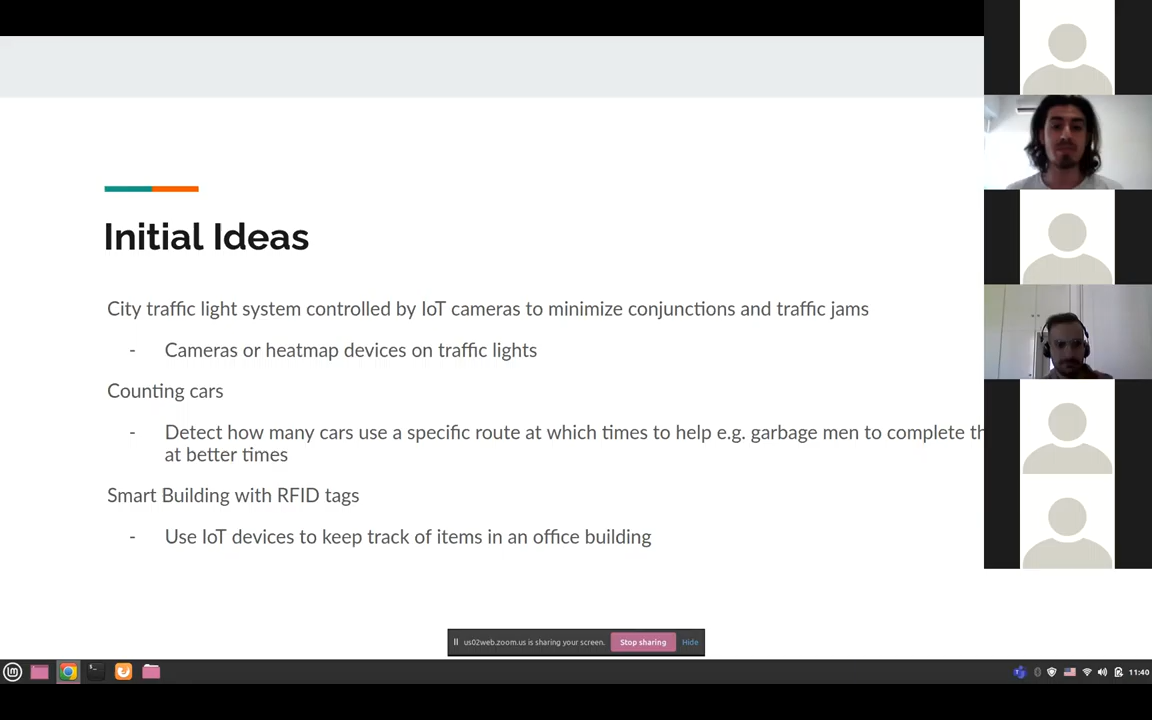 Initial Ideas
City traffic light system controlled by IoT cameras to minimize conjunctions and traffic jams
- Cameras or heatmap devices on traffic lights
Counting cars
- Detect how many cars use a specific route at which times to help e.g. garbage men to complete
at better times
Smart Building with RFID tags
- Use IoT devices to keep track of items in an office building
us02web.zoom.us is sharing your screen. Stop sharing Hide
11:40